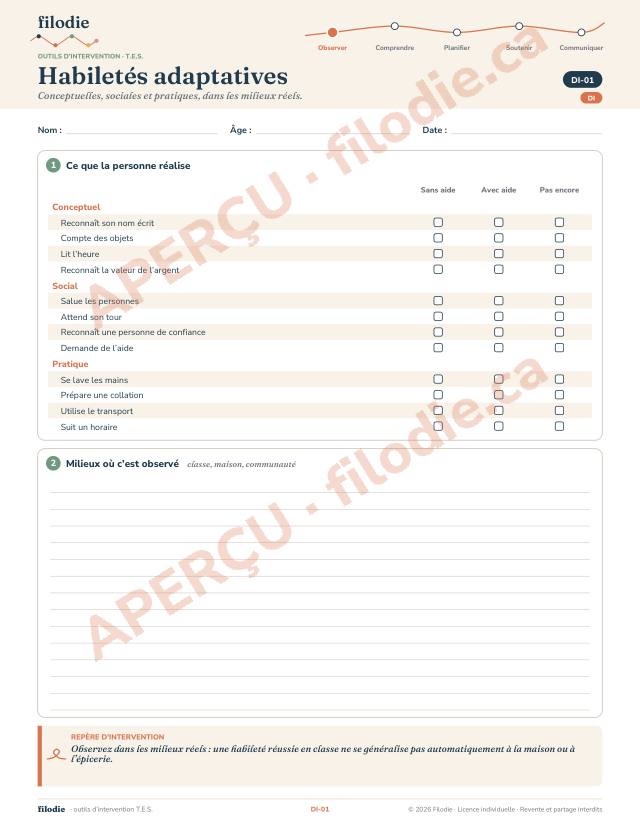 filodie
Observer Comprendre Planifier Soutenir Communiquer
OUTILS D'INTERVENTION · T.E.S.
Habiletés adaptatives
Conceptuelles, sociales et pratiques, dans les milieux réels.
DI-01
DI
Nom : Âge : Date :
1 Ce que la personne réalise
Sans aide Avec aide Pas encore
Conceptuel
Reconnaît son nom écrit
Compte des objets
Lit l'heure
Reconnaît la valeur de l'argent
Social
Salue les personnes
Attend son tour
Reconnaît une personne de confiance
Demande de l'aide
Pratique
Se lave les mains
Prépare une collation
Utilise le transport
Suit un horaire
2 Milieux où c'est observé classe, maison, communauté
REPÈRE D'INTERVENTION
Observez dans les milieux réels : une habileté réussie en classe ne se généralise pas automatiquement à la maison ou à
l'épicerie.
filodie · outils d'intervention T.E.S. DI-01 © 2026 Filodie · Licence individuelle · Revente et partage interdits
APERÇU · filodie.ca
APERÇU · filodie.ca